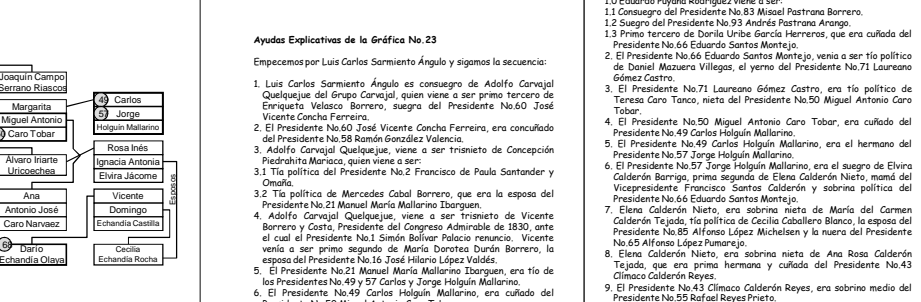 Joaquín Campo
Serrano Riascos
Margarita
Miguel Antonio
Caro Tobar
Álvaro Iriarte
Uricoechea
Ana
Antonio José
Caro Narvaez
68 Darío
Echandía Olaya
49 Carlos
57 Jorge
Holguín Mallarino
Rosa Inés
Ignacia Antonia
Elvira Jácome
Vicente
Domingo
Echandía Castilla
Cecilia
Echandía Rocha
Esposos
Ayudas Explicativas de la Gráfica No.23
Empecemos por Luis Carlos Sarmiento Ángulo y sigamos la secuencia:
1. Luis Carlos Sarmiento Ángulo es consuegro de Adolfo Carvajal
Quelquejue del Grupo Carvajal, quien viene a ser primo tercero de
Enriqueta Velasco Borrero, suegra del Presidente No.60 José
Vicente Concha Ferreira.
2. El Presidente No.60 José Vicente Concha Ferreira, era concuñado
del Presidente No.58 Ramón González Valencia.
3. Adolfo Carvajal Quelquejue, viene a ser trisnieto de Concepción
Piedrahita Mariaca, quien viene a ser:
3.1 Tía política del Presidente No.2 Francisco de Paula Santander y
Omaña.
3.2 Tía política de Mercedes Cabal Borrero, que era la esposa del
Presidente No.21 Manuel María Mallarino Ibarguen.
4. Adolfo Carvajal Quelquejue, viene a ser trisnieto de Vicente
Borrero y Costa, Presidente del Congreso Admirable de 1830, ante
el cual el Presidente No.1 Simón Bolívar Palacio renuncio. Vicente
venía a ser primo segundo de María Dorotea Durán Borrero, la
esposa del Presidente No.16 José Hilario López Valdés.
5. El Presidente No.21 Manuel María Mallarino Ibarguen, era tío de
los Presidentes No.49 y 57 Carlos y Jorge Holguín Mallarino.
6. El Presidente No.49 Carlos Holguín Mallarino, era cuñado del
1.0 Eduardo Puyana Rodríguez viene a ser:
1.1 Consuegro del Presidente No.83 Misael Pastrana Borrero.
1.2 Suegro del No.93 Andrés Pastrana Arango.
1.3 Primo tercero de Dorila Uribe García Herreros, que era cuñada del
Presidente No.66 Eduardo Santos Montejo.
2. El Presidente No.66 Eduardo Santos Montejo, venia a ser tío político
de Daniel Mazuera Villegas, el yerno del Presidente No.71 Laureano
Gómez Castro.
3. El Presidente No.71 Laureano Gómez Castro, era tío político de
Teresa Caro Tanco, nieta del Presidente No.50 Miguel Antonio Caro
Tobar.
4. El Presidente No.50 Miguel Antonio Caro Tobar, era cuñado del
Presidente No.49 Carlos Holguín Mallarino.
5. El Presidente No.49 Carlos Holguín Mallarino, era el hermano del
Presidente No.57 Jorge Holguín Mallarino.
6. El Presidente No.57 Jorge Holguín Mallarino, era el suegro de Elvira
Calderón Barriga, prima segunda de Elena Calderón Nieto, mamá del
Vicepresidente Francisco Santos Calderón y sobrina política del
Presidente No.66 Eduardo Santos Montejo.
7. Elena Calderón Nieto, era sobrina nieta de María del Carmen
Calderón Tejada, tía política de Cecilia Caballero Blanco, la esposa del
Presidente No.85 Alfonso López Michelsen y la nuera del Presidente
No.65 Alfonso López Pumarejo.
8. Elena Calderón Nieto, era sobrina nieta de Ana Rosa Calderón
Tejada, que era prima hermana y cuñada del Presidente No.43
Clímaco Calderón Reyes.
9. El Presidente No.43 Clímaco Calderón Reyes, era sobrino medio del
Presidente No.55 Rafael Reyes Prieto.